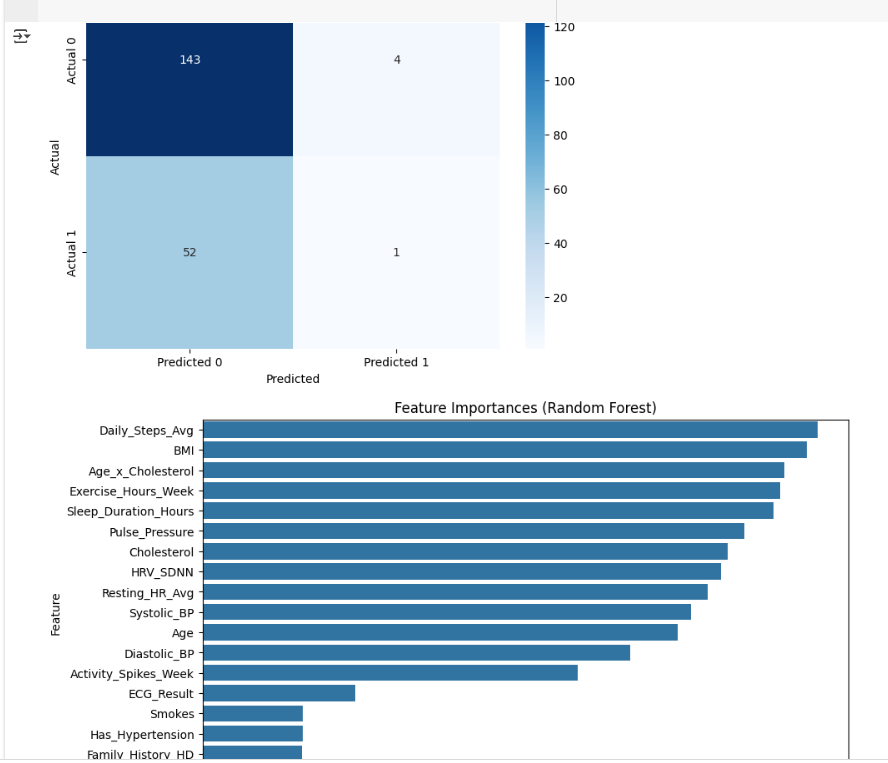 120
Actual 0
143
4
100
80
Actual
60
Actual 1
52
1
40
20
Predicted 0
Predicted 1
Predicted
Feature Importances (Random Forest)
Daily_Steps_Avg
BMI
Age_x_Cholesterol
Exercise_Hours_Week
Sleep_Duration_Hours
Pulse_Pressure
Cholesterol
HRV_SDNN
Resting_HR_Avg
Systolic_BP
Feature
Age
Diastolic_BP
Activity_Spikes_Week
ECG_Result
Smokes
Has_Hypertension
Family_History_HD